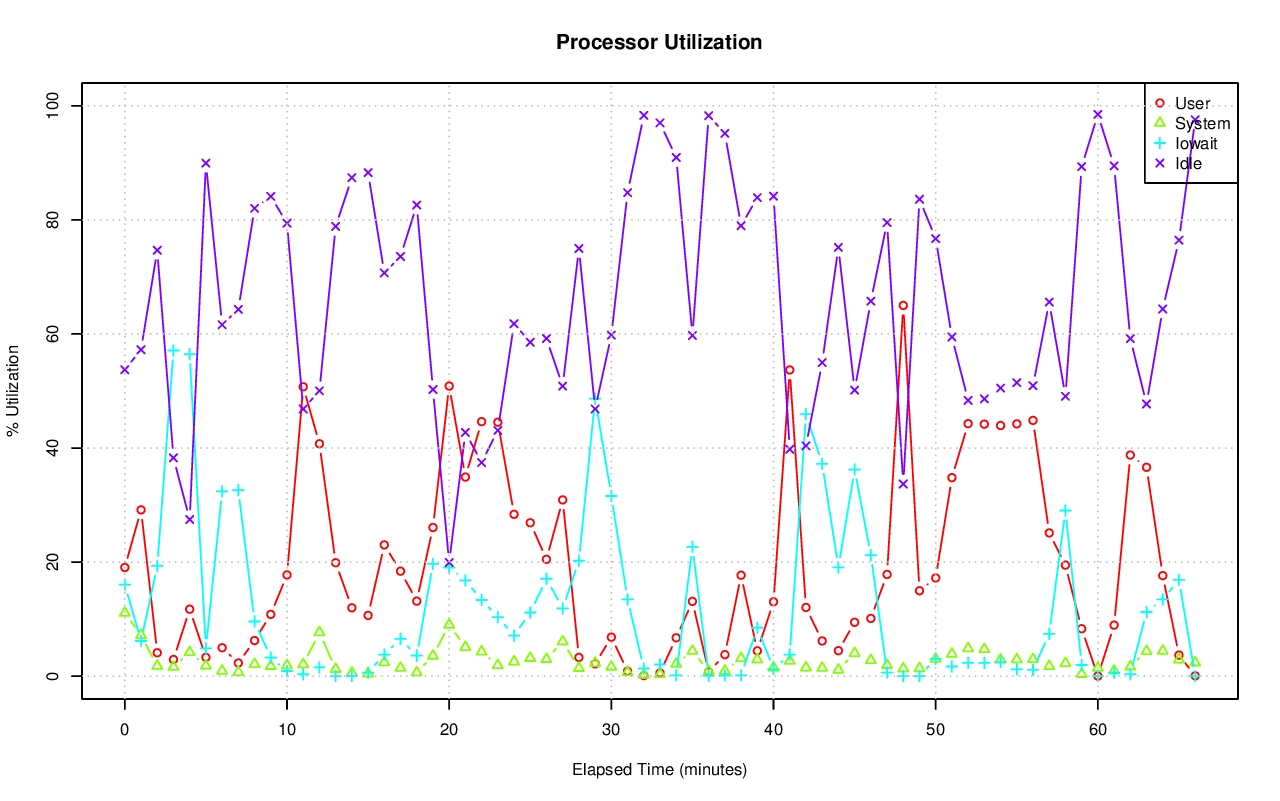 Processor Utilization
User
System
Iowait
Idle
% Utilization
100
80
60
40
20
0
0 10 20 30 40 50 60
Elapsed Time (minutes)